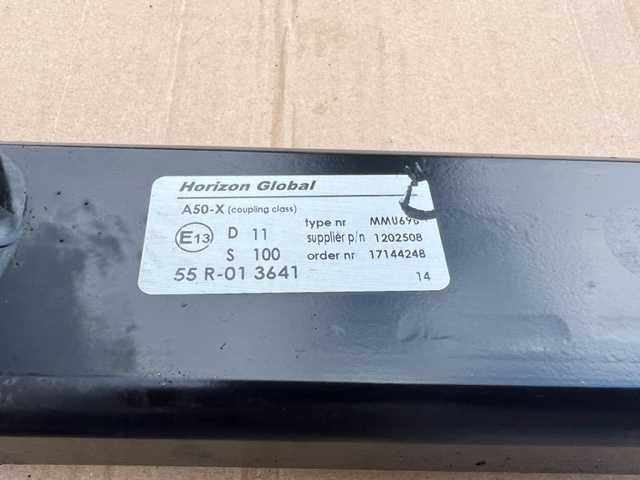 Horizon Global
A50-X (coupling class)
E13 D 11
S 100
55 R-01 3641
type nr
supplier p/n 1202508
order nr 17144248
14